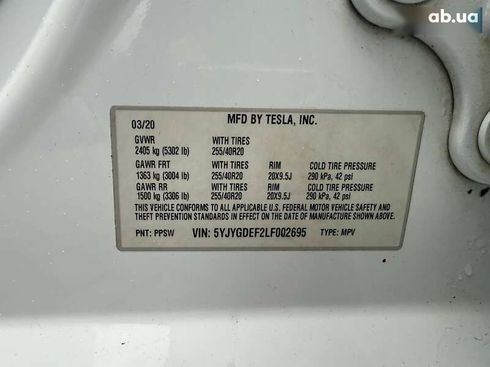 ab.ua
MFD BY TESLA, INC.
03/20
GVWR WITH TIRES
2405 kg (5302 lb) 255/40R20
GAWR FRT WITH TIRES RIM COLD TIRE PRESSURE
1363 kg (3004 lb) 255/40R20 20X9.5J 290 kPa, 42 psi
GAWR RR WITH TIRES RIM COLD TIRE PRESSURE
1500 kg (3306 lb) 255/40R20 20X9.5J 290 kPa, 42 psi
THIS VEHICLE CONFORMS TO ALL APPLICABLE U.S. FEDERAL MOTOR VEHICLE SAFETY AND
THEFT PREVENTION STANDARDS IN EFFECT ON THE DATE OF MANUFACTURE SHOWN ABOVE.
PNT: PPSW VIN: 5YJYGDEF2LF002695 TYPE: MPV